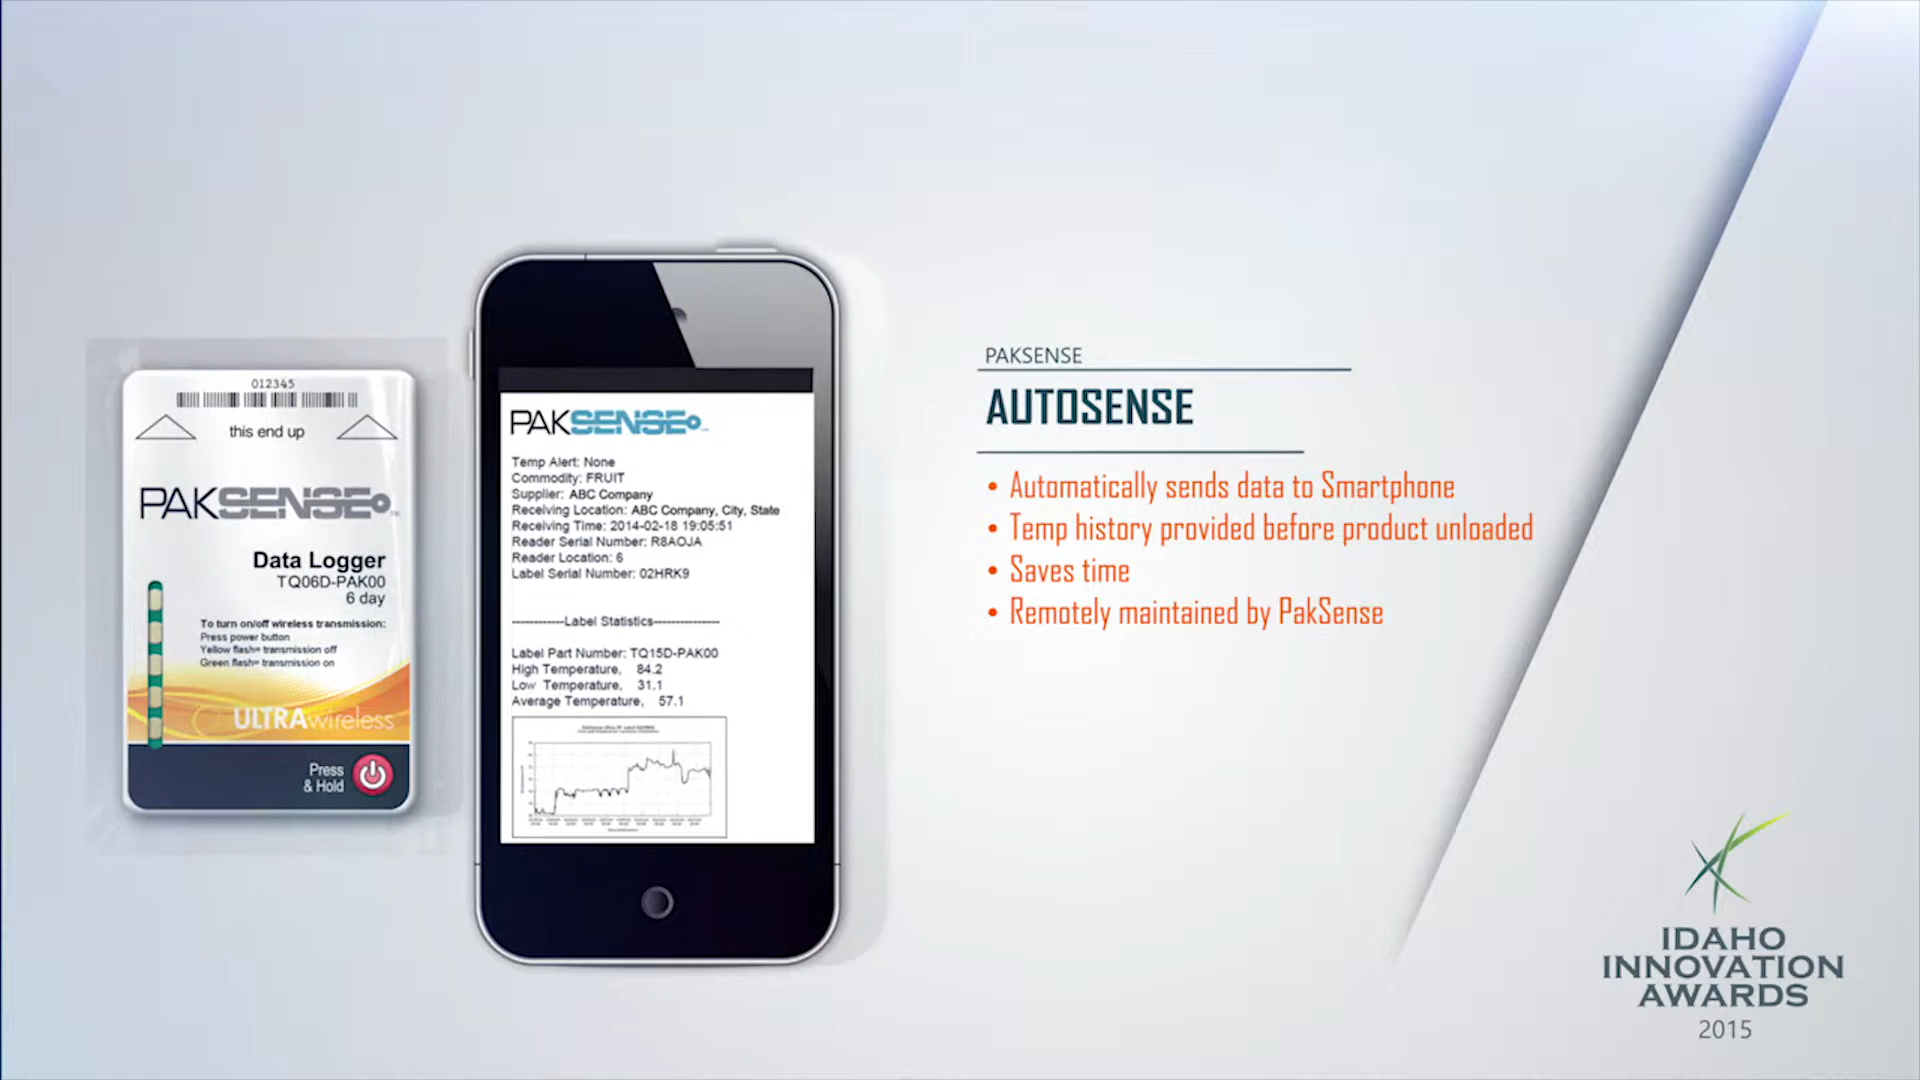 012345
this end up
PAKSENSE
Data Logger
TQ06D-PAK00
6 day
To turn on/off wireless transmission:
Press power button
Yellow flash= transmission off
Green flash= transmission on
ULTRAwireless
Press
& Hold
PAKSENSE
Temp Alert: None
Commodity: FRUIT
Supplier: ABC Company
Receiving Location: ABC Company, City, State
Receiving Time: 2014-02-18 19:05:51
Reader Serial Number: R8AOJA
Reader Location: 6
Label Serial Number: 02HRK9
------------Label Statistics---------------
Label Part Number: TQ15D-PAK00
High Temperature, 84.2
Low Temperature, 31.1
Average Temperature, 57.1
PAKSENSE
AUTOSENSE
• Automatically sends data to Smartphone
• Temp history provided before product unloaded
• Saves time
• Remotely maintained by PakSense
IDAHO
INNOVATION
AWARDS
2015